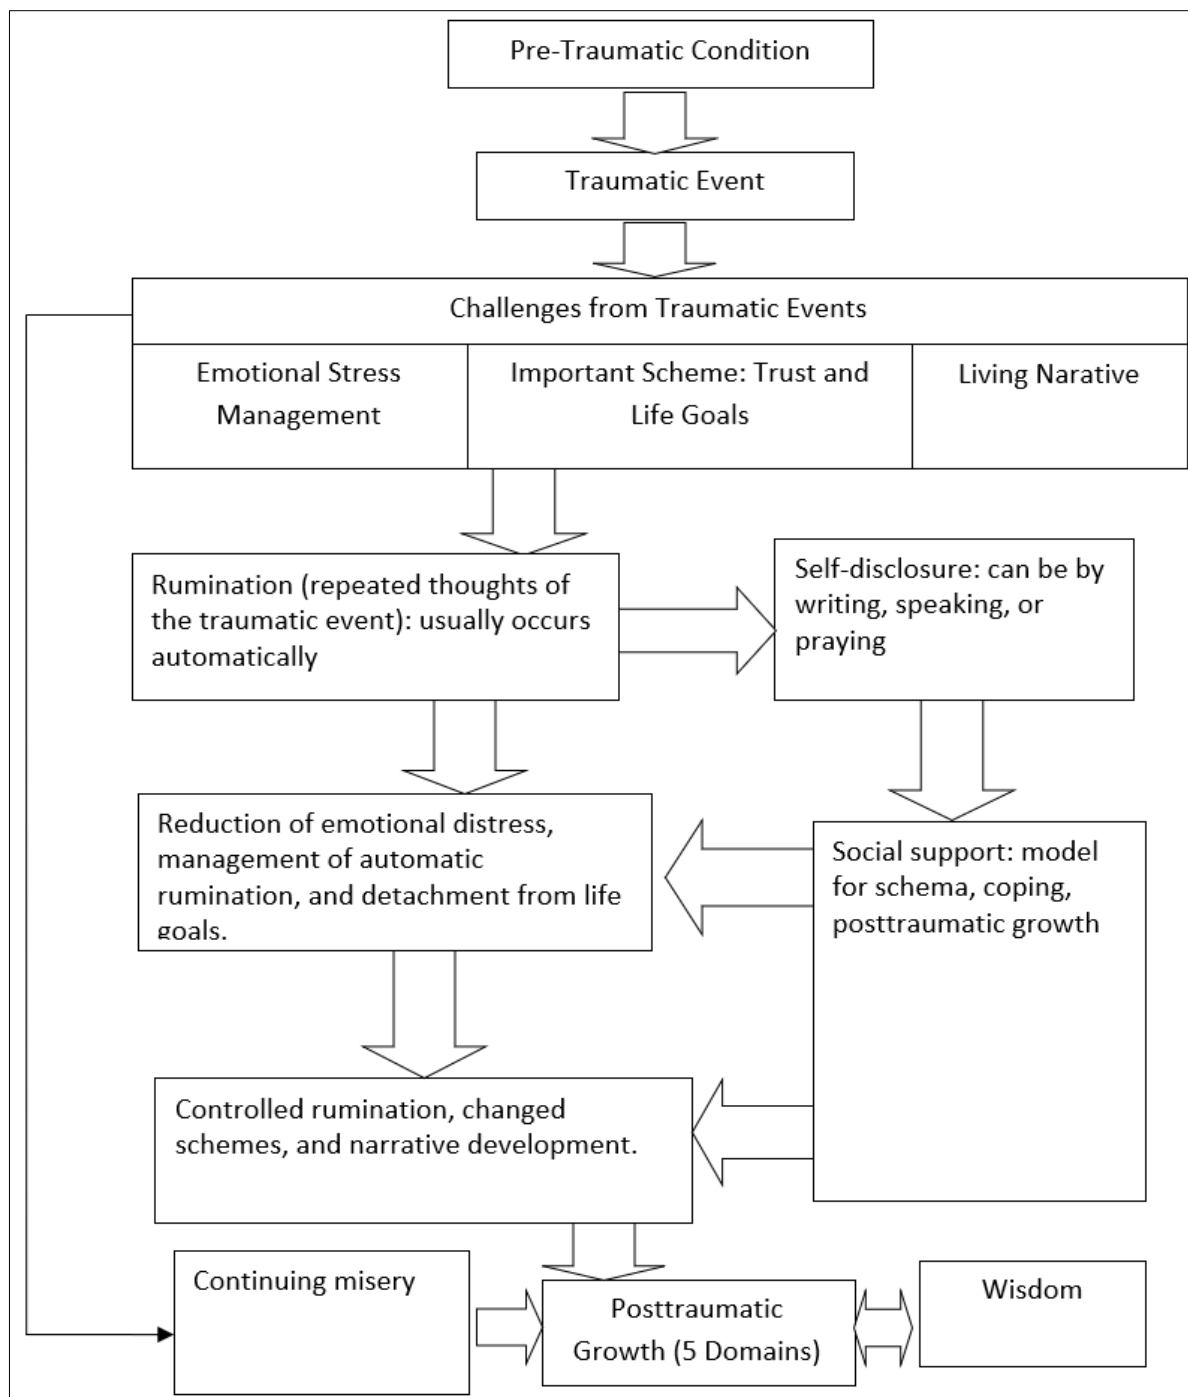 Pre-Traumatic Condition
Traumatic Event
Challenges from Traumatic Events
Emotional Stress
Management
Important Scheme: Trust and
Life Goals
Living Narative
Rumination (repeated thoughts of
the traumatic event): usually occurs
automatically
Self-disclosure: can be by
writing, speaking, or
praying
Reduction of emotional distress,
management of automatic
rumination, and detachment from life
goals.
Social support: model
for schema, coping,
posttraumatic growth
Controlled rumination, changed
schemes, and narrative development.
Continuing misery
Posttraumatic
Growth (5 Domains)
Wisdom